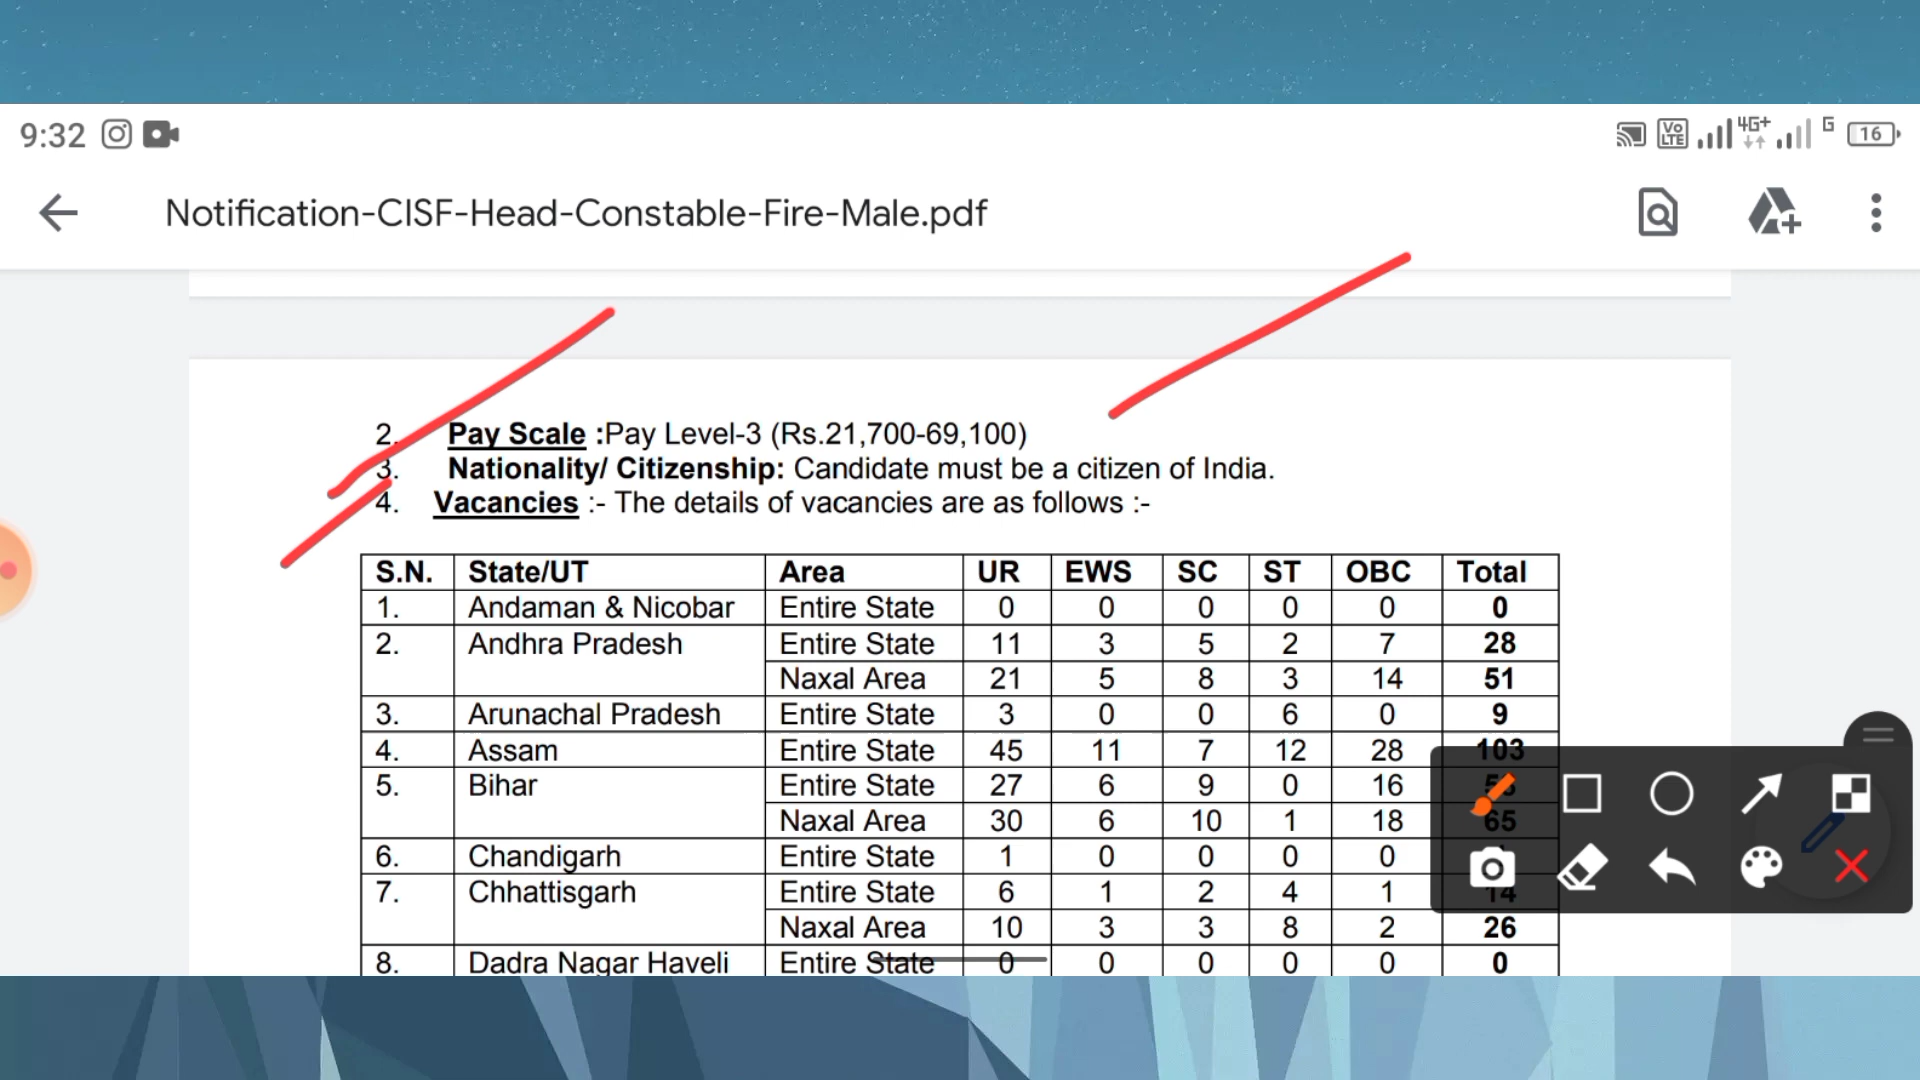 9:32 Vo LTE 4G+ G 16
Notification-CISF-Head-Constable-Fire-Male.pdf
2. Pay Scale :Pay Level-3 (Rs.21,700-69,100)
3. Nationality/ Citizenship: Candidate must be a citizen of India.
4. Vacancies :- The details of vacancies are as follows :-
S.N. State/UT Area UR EWS SC ST OBC Total
1. Andaman & Nicobar Entire State 0 0 0 0 0 0
2. Andhra Pradesh Entire State 11 3 5 2 7 28
Naxal Area 21 5 8 3 14 51
3. Arunachal Pradesh Entire State 3 0 0 6 0 9
4. Assam Entire State 45 11 7 12 28 103
5. Bihar Entire State 27 6 9 0 16
Naxal Area 30 6 10 1 18 65
6. Chandigarh Entire State 1 0 0 0 0
7. Chhattisgarh Entire State 6 1 2 4 1 14
Naxal Area 10 3 3 8 2 26
8. Dadra Nagar Haveli Entire State 0 0 0 0 0 0